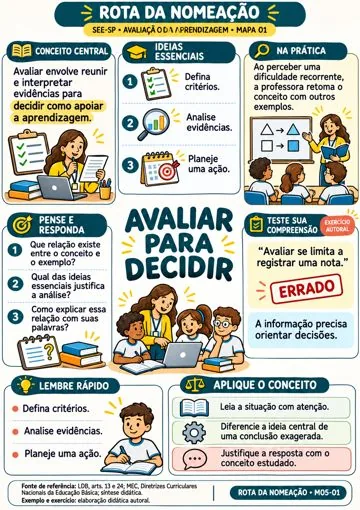 ROTA DA NOMEAÇÃO
SEE-SP • AVALIAÇÃO DA APRENDIZAGEM • MAPA 01
CONCEITO CENTRAL
Avaliar envolve reunir
e interpretar
evidências para
decidir como apoiar
a aprendizagem.
IDEIAS
ESSENCIAIS
1
Defina
critérios.
2
Analise
evidências.
3
Planeje
uma ação.
NA PRÁTICA
Ao perceber uma
dificuldade recorrente,
a professora retoma o
conceito com outros
exemplos.
PENSE E
RESPONDA
1
Que relação existe
entre o conceito e
o exemplo?
2
Qual das ideias
essenciais justifica
a análise?
3
Como explicar essa
relação com suas
palavras?
?
AVALIAR
PARA
DECIDIR
TESTE SUA
COMPREENSÃO
EXERCÍCIO
AUTORAL
“Avaliar se limita a
registrar uma nota.”
ERRADO
A informação precisa
orientar decisões.
LEMBRE RÁPIDO
Defina critérios.
Analise evidências.
Planeje uma ação.
APLIQUE O CONCEITO
Leia a situação com atenção.
Diferencie a ideia central
de uma conclusão exagerada.
Justifique a resposta com o
conceito estudado.
Fonte de referência: LDB, arts. 13 e 24; MEC, Diretrizes Curriculares
Nacionais da Educação Básica; síntese didática.
Exemplo e exercício: elaboração didática autoral.
ROTA DA NOMEAÇÃO • M05-01